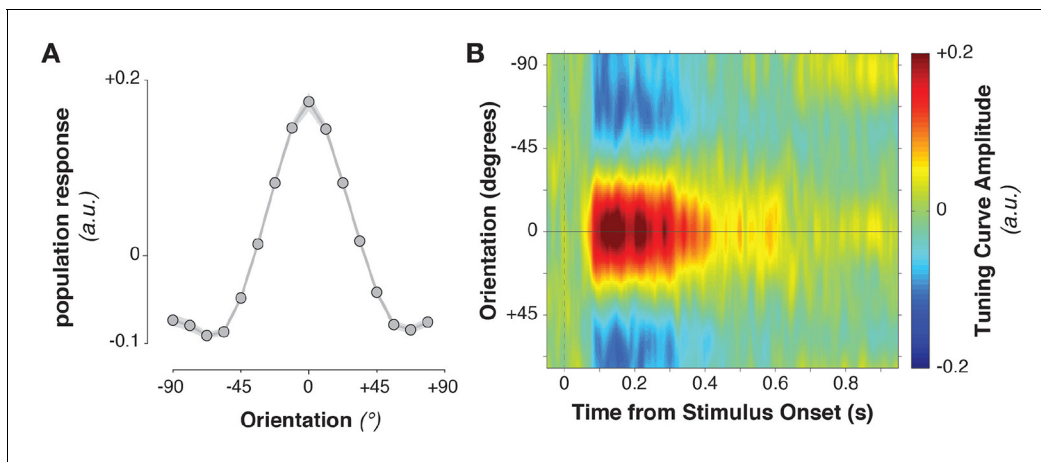 A
+0.2
0
-0.1
population response
(a.u.)
-90
-45
0
+45
+90
Orientation (°)
B
-90
-45
0
+45
Orientation (degrees)
0
0.2
0.4
0.6
0.8
Time from Stimulus Onset (s)
+0.2
0
-0.2
Tuning Curve Amplitude
(a.u.)